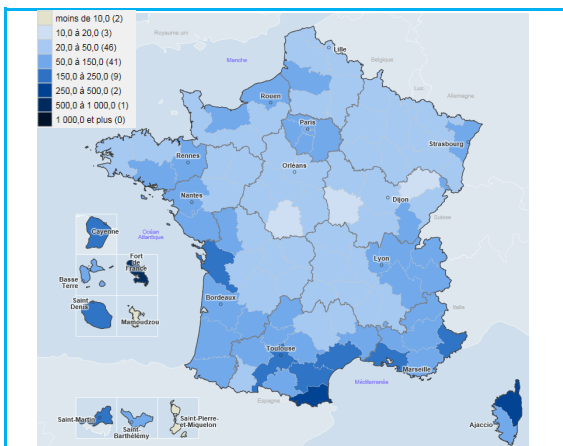 moins de 10,0 (2)
10,0 à 20,0 (3)
20,0 à 50,0 (46)
50,0 à 150,0 (41)
150,0 à 250,0 (9)
250,0 à 500,0 (2)
500,0 à 1 000,0 (1)
1 000,0 et plus (0)
Royaume-uni
Manche
Lille
Belgique
Lux.
Allemagne
Rouen
Paris
Strasbourg
Rennes
Orléans
Nantes
Dijon
Suisse
Océan
Atlantique
Cayenne
Fort
de
France
Basse
Terre
Lyon
Saint
Denis
Mamoudzou
Bordeaux
Italie
Toulouse
Marseille
Méditerranée
Espagne
Saint-Martin
Saint-
Barthélémy
Saint-Pierre-
et-Miquelon
Ajaccio